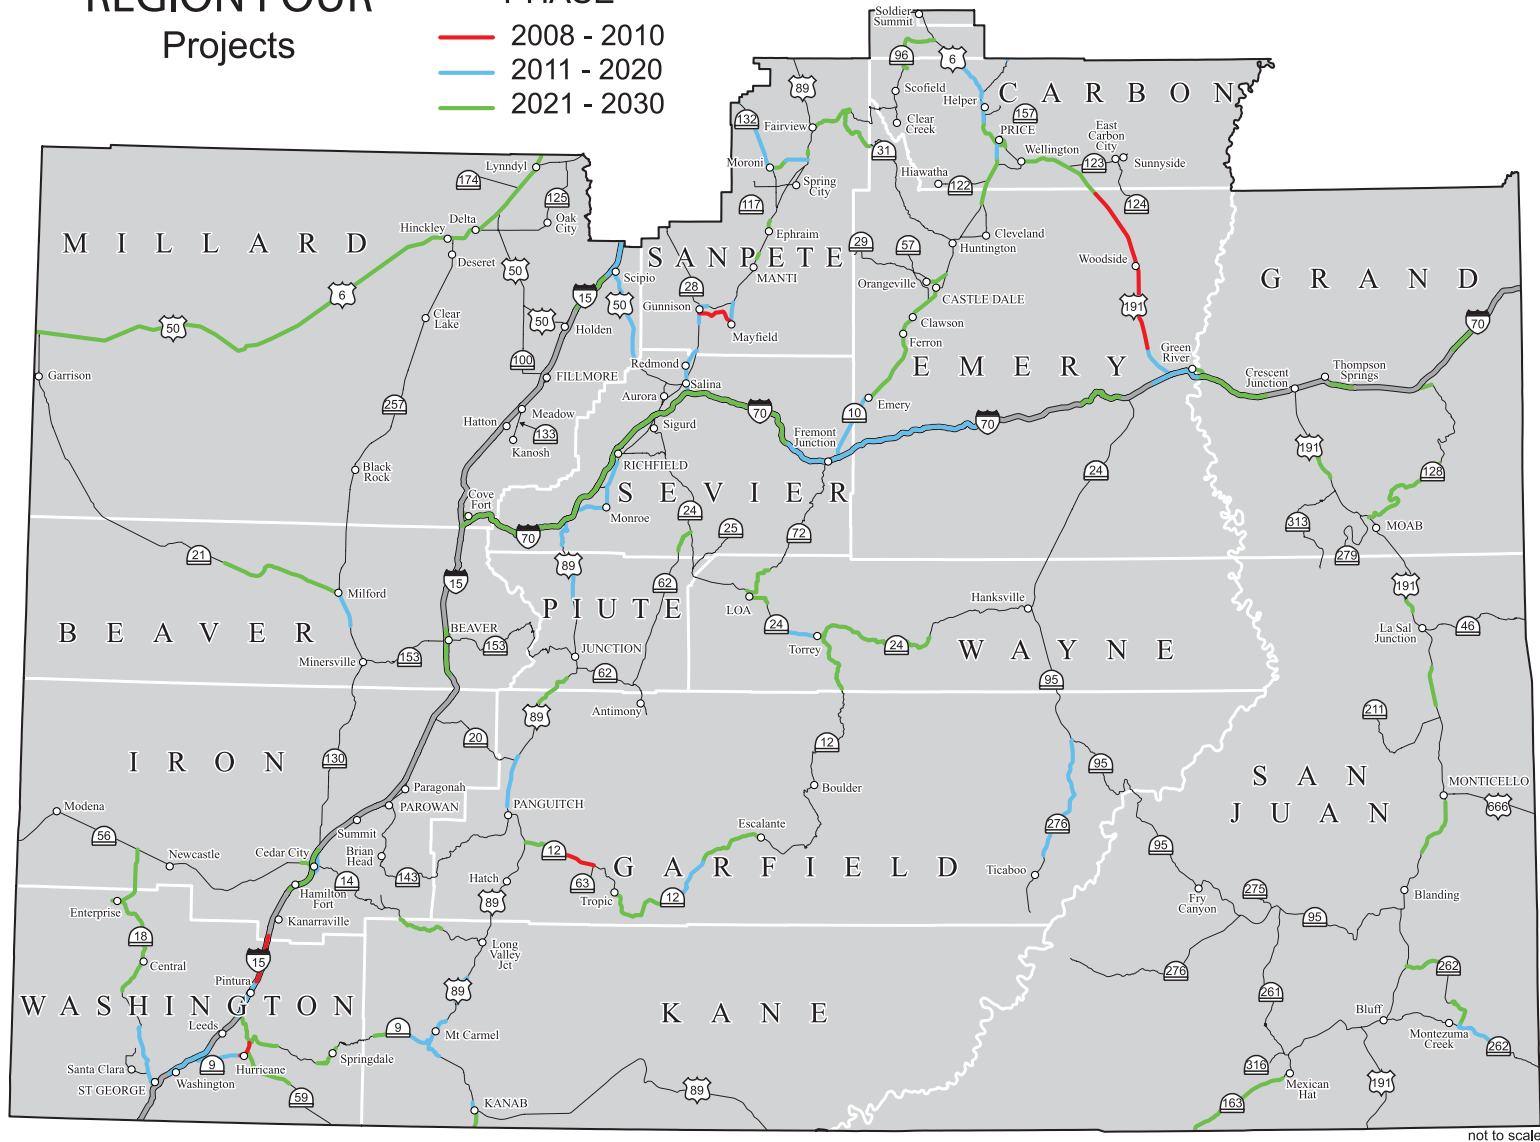 REGION FOUR
Projects
PHASE
2008 - 2010
2011 - 2020
2021 - 2030
Soldier
Summit
96
6
Scofield
Helper
CARBON
89
132
Fairview
Clear
Creek
157
PRICE
East
Carbon
City
Wellington
123
Sunnyside
31
Moroni
Hiawatha
122
124
Spring
City
117
Lynndyl
174
125
Oak
City
Delta
Hinckley
Deseret
MILLARD
50
6
50
Ephraim
SANPETE
MANTI
29
57
Cleveland
Huntington
Orangeville
CASTLE DALE
Woodside
GRAND
Scipio
15
50
28
Gunnison
Mayfield
Clawson
Ferron
191
70
Clear
Lake
50
Holden
Garrison
100
FILLMORE
Redmond
Salina
Aurora
EMERY
Green
River
Crescent
Junction
Thompson
Springs
257
Hatton
Meadow
133
Kanosh
Sigurd
70
10
Emery
Fremont
Junction
70
191
Black
Rock
RICHFIELD
SEVIER
24
128
Cove
Fort
Monroe
24
25
72
70
313
MOAB
279
21
15
89
62
191
Milford
PIUTE
LOA
24
Hanksville
La Sal
Junction
46
BEAVER
BEAVER
153
153
Minersville
JUNCTION
62
Torrey
24
WAYNE
95
Antimony
89
211
20
12
IRON
130
95
SAN
JUAN
Paragonah
PAROWAN
PANGUITCH
Boulder
MONTICELLO
666
Modena
56
Summit
Escalante
276
95
Newcastle
Cedar City
Brian
Head
12
GARFIELD
Ticaboo
143
14
Hatch
63
Tropic
12
Fry
Canyon
275
95
Blanding
Hamilton
Fort
Enterprise
89
Kanarraville
18
Central
15
Long
Valley
Jct
262
276
Pintura
89
WASHINGTON
KANE
261
Leeds
9
Mt Carmel
Bluff
Montezuma
Creek
262
Santa Clara
9
Springdale
316
ST GEORGE
Washington
Hurricane
59
KANAB
89
Mexican
Hat
191
163
not to scale